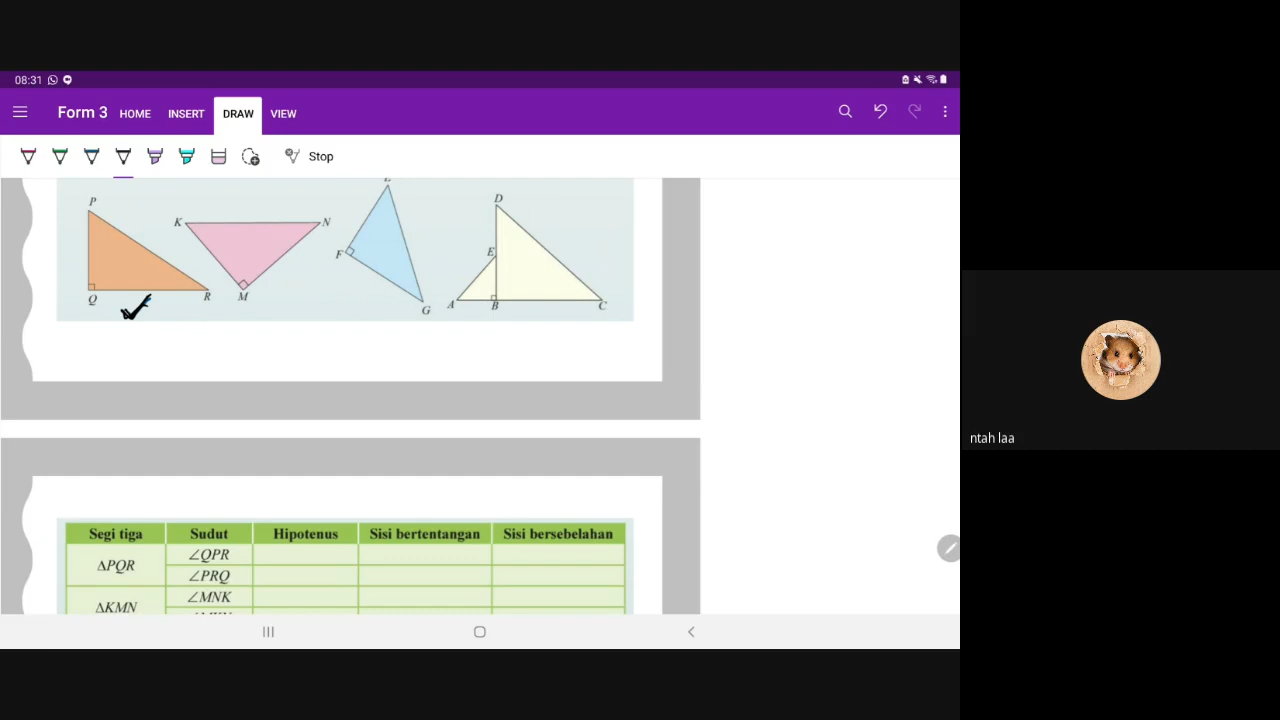 08:31
Form 3 HOME INSERT DRAW VIEW
Stop
P
K
N
F
D
E
Q
R
M
G
A
B
C
ntah laa
Segi tiga Sudut Hipotenus Sisi bertentangan Sisi bersebelahan
ΔPQR
∠QPR
∠PRQ
ΔKMN
∠MNK